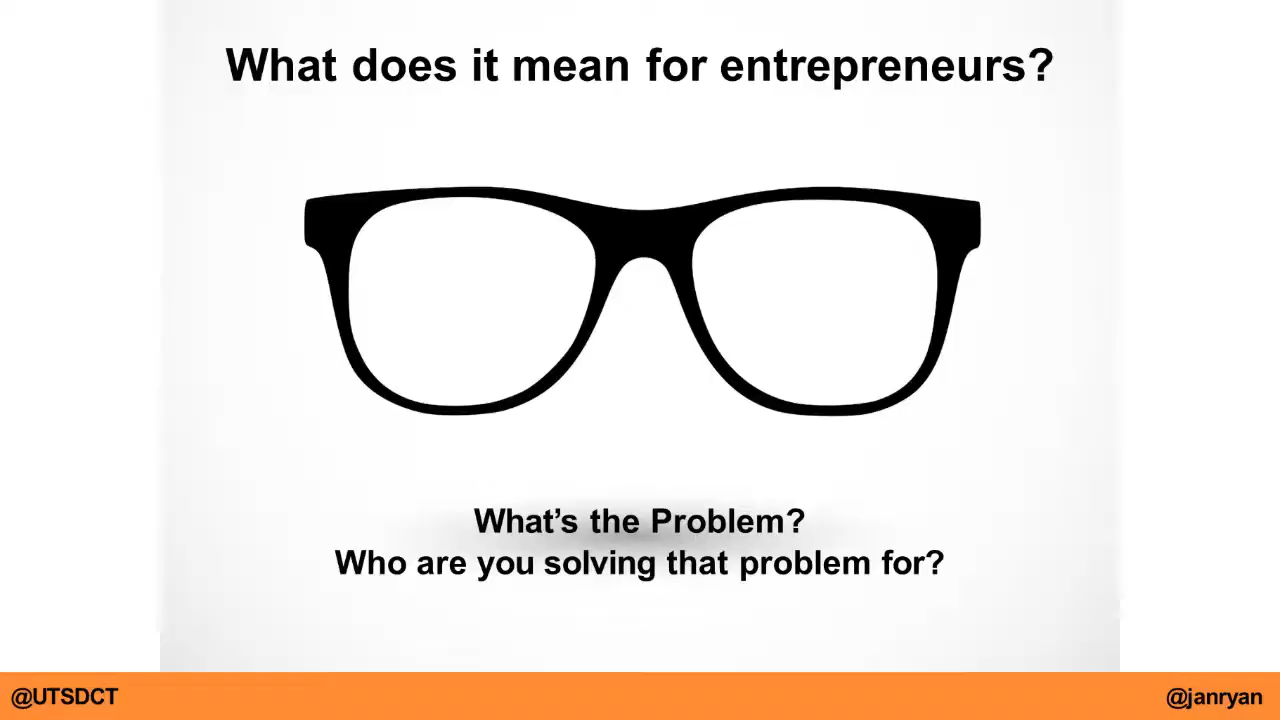 What does it mean for entrepreneurs?
What’s the Problem?
Who are you solving that problem for?
@UTSDCT
@janryan